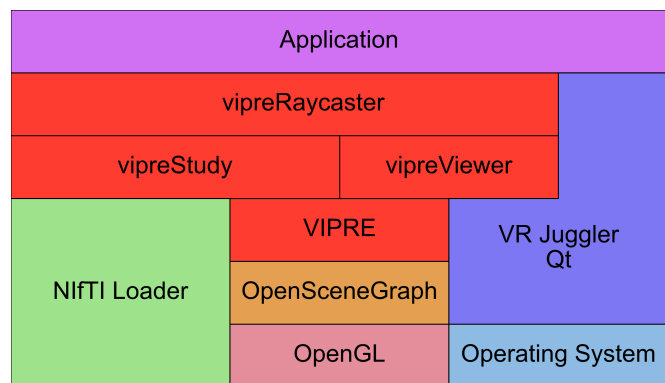 Application
vipreRaycaster
vipreStudy
vipreViewer
VIPRE
VR Juggler
Qt
NIfTI Loader
OpenSceneGraph
OpenGL
Operating System